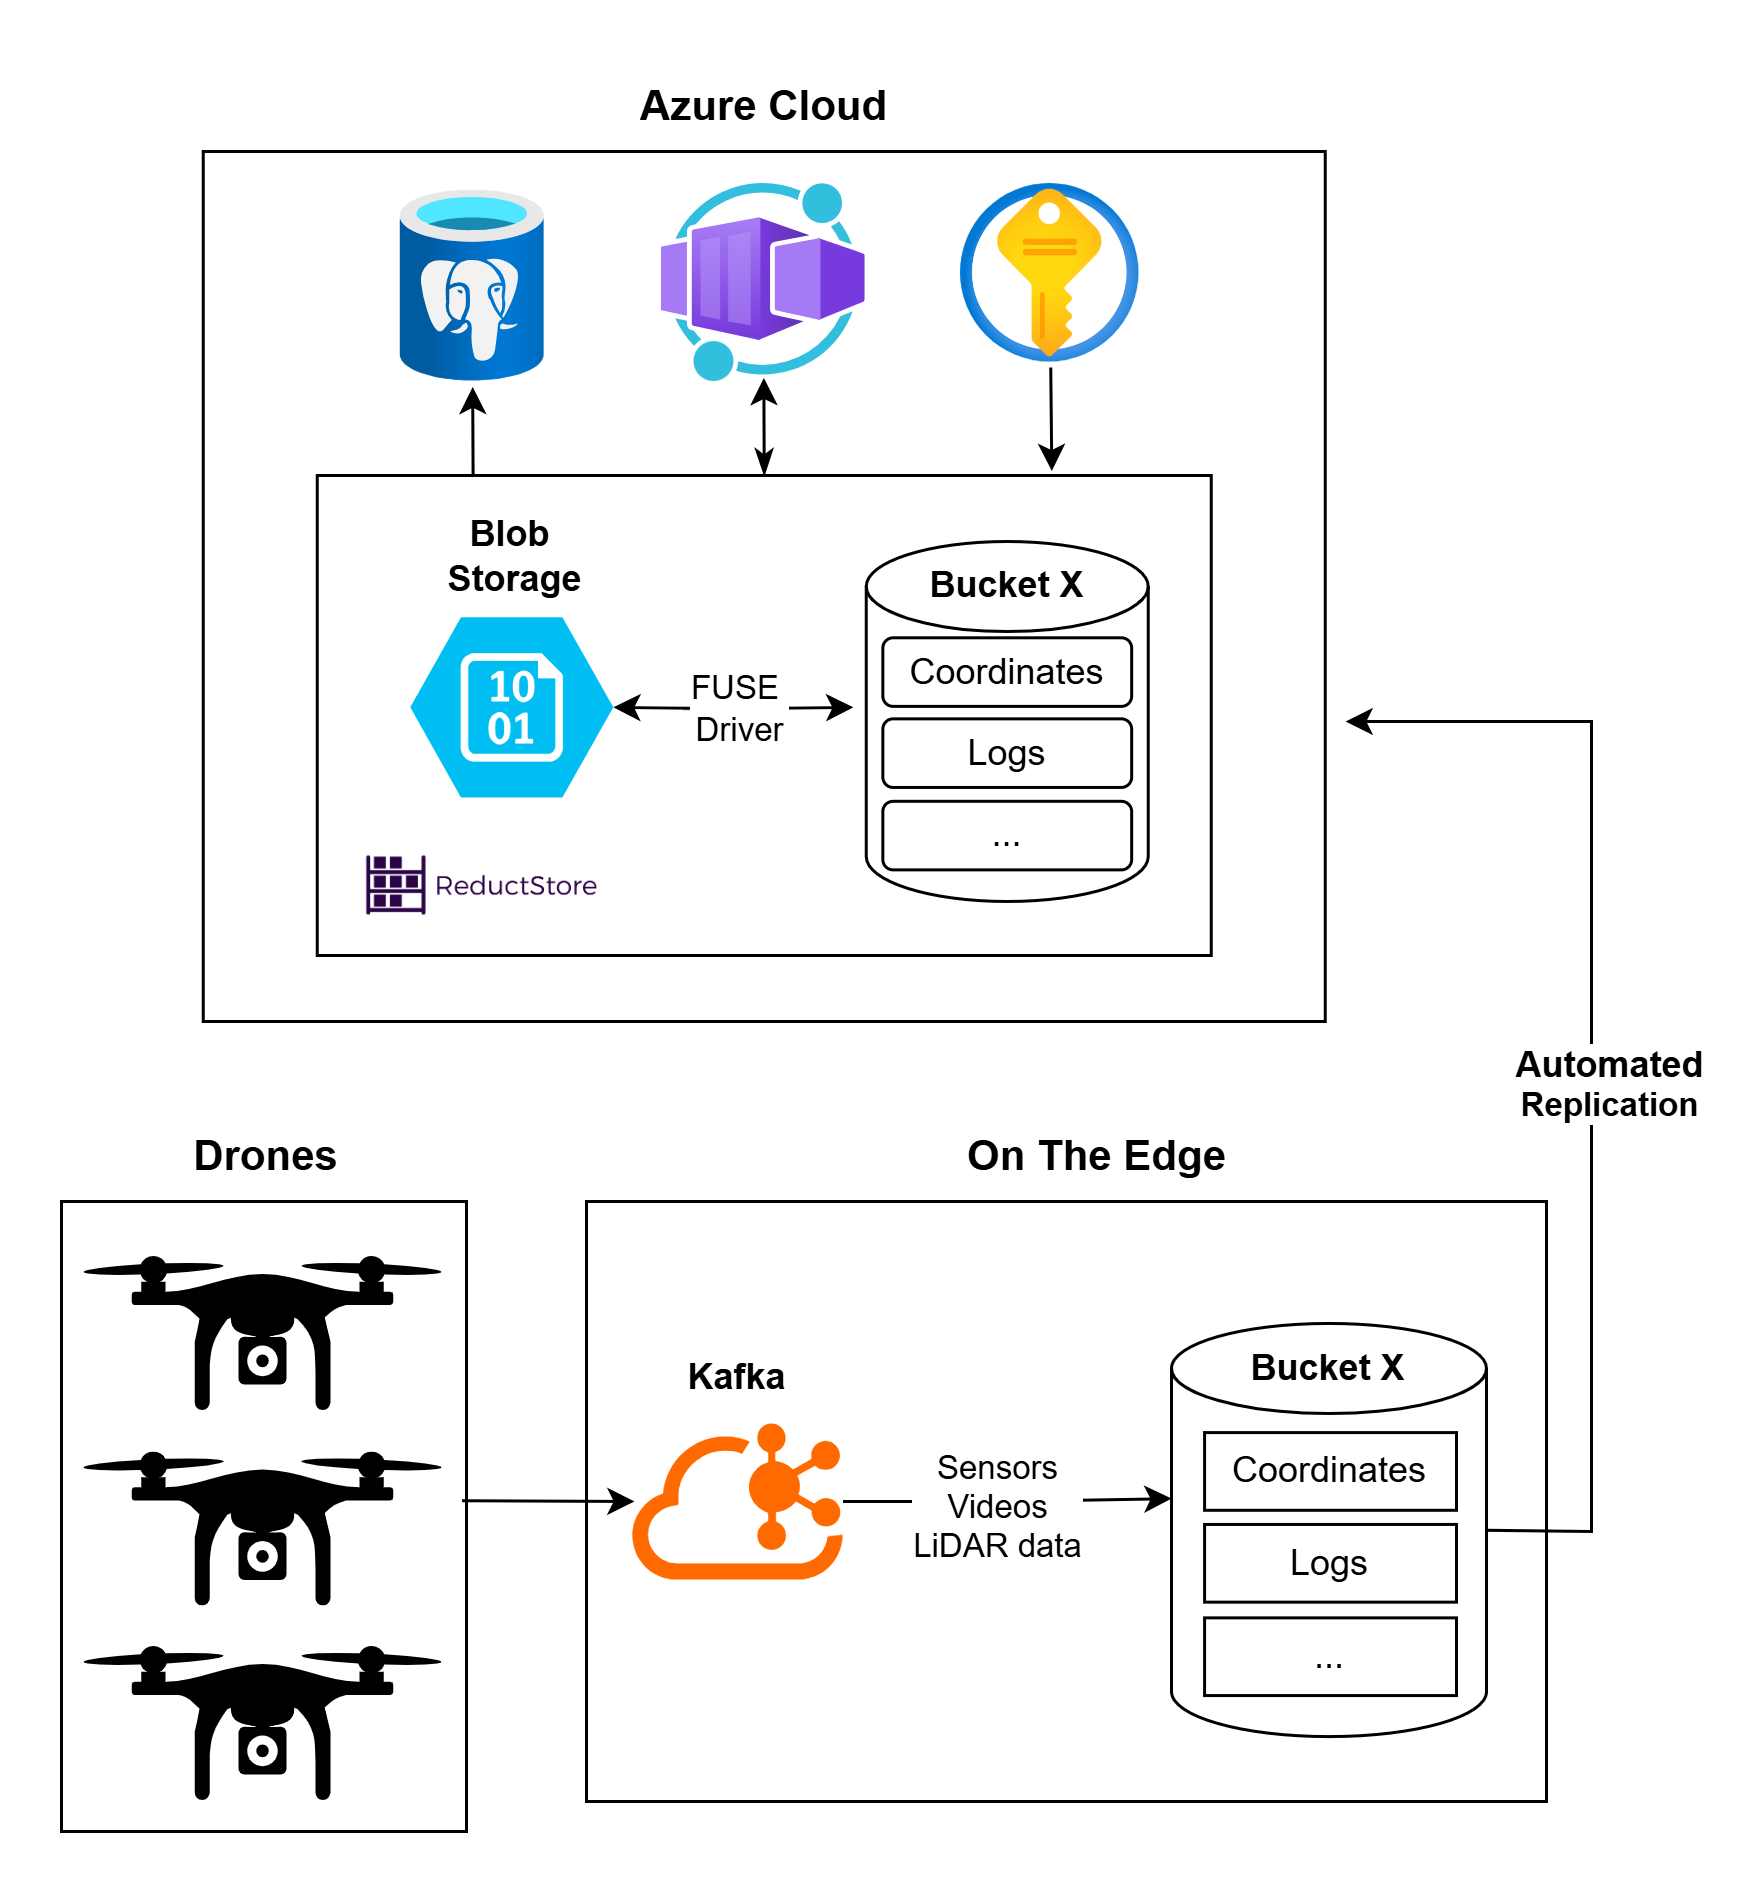 Azure Cloud
Blob
Storage
10
01
FUSE
Driver
Bucket X
Coordinates
Logs
...
ReductStore
Automated
Replication
Drones
On The Edge
Kafka
Sensors
Videos
LiDAR data
Bucket X
Coordinates
Logs
...